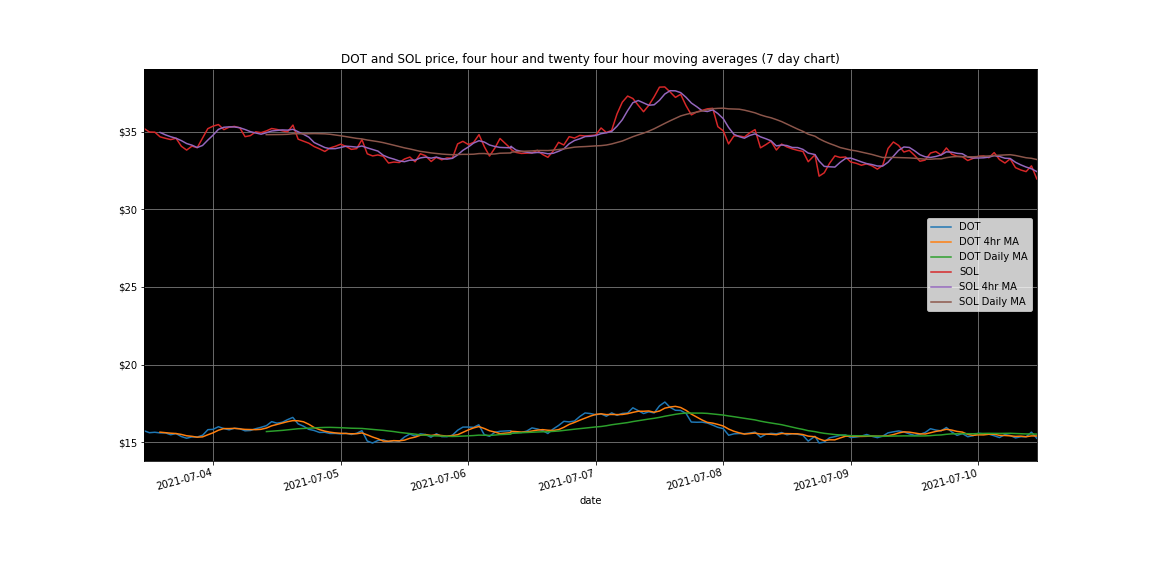 DOT and SOL price, four hour and twenty four hour moving averages (7 day chart)
$35
$30
$25
$20
$15
DOT
DOT 4hr MA
DOT Daily MA
SOL
SOL 4hr MA
SOL Daily MA
2021-07-04
2021-07-05
2021-07-06
2021-07-07
2021-07-08
2021-07-09
2021-07-10
date